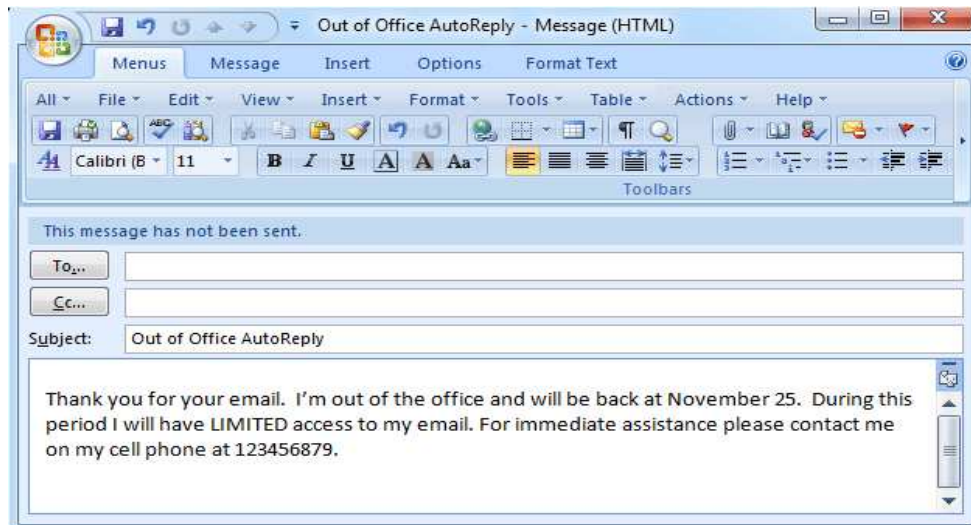 Out of Office AutoReply - Message (HTML)
Menus Message Insert Options Format Text
All File Edit View Insert Format Tools Table Actions Help
ABC
Calibri (B 11 B I U A A Aa
Toolbars
This message has not been sent.
To...
Cc...
Subject: Out of Office AutoReply
Thank you for your email. I'm out of the office and will be back at November 25. During this
period I will have LIMITED access to my email. For immediate assistance please contact me
on my cell phone at 123456879.